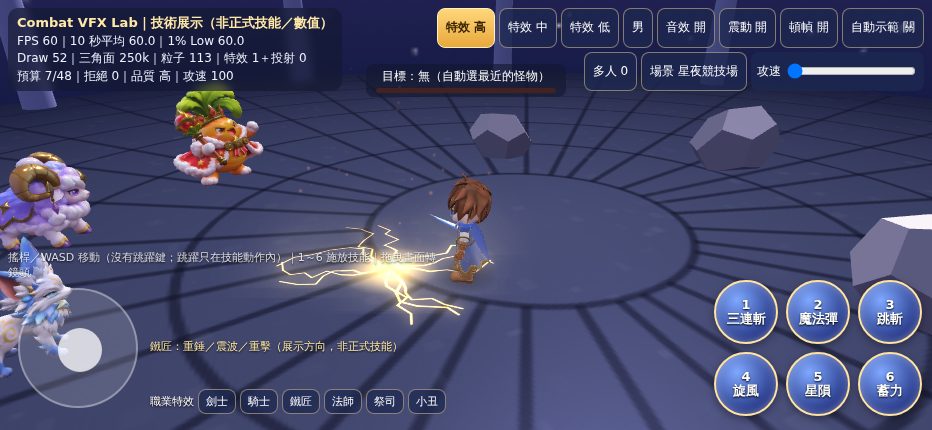 Combat VFX Lab｜技術展示（非正式技能／數值）
FPS 60｜10 秒平均 60.0｜1% Low 60.0
Draw 52｜三角面 250k｜粒子 113｜特效 1＋投射 0
預算 7/48｜拒絕 0｜品質 高｜攻速 100
特效 高
特效 中
特效 低
男
音效 開
震動 開
頓幀 開
自動示範 關
目標：無（自動選最近的怪物）
多人 0
場景 星夜競技場
攻速
搖桿／WASD 移動（沒有跳躍鍵；跳躍只在技能動作內）｜1～6 施放技能｜拖曳畫面轉
鏡頭
1
三連斬
2
魔法彈
3
跳斬
鐵匠：重錘／震波／重擊（展示方向，非正式技能）
4
旋風
5
星隕
6
蓄力
職業特效
劍士
騎士
鐵匠
法師
祭司
小丑